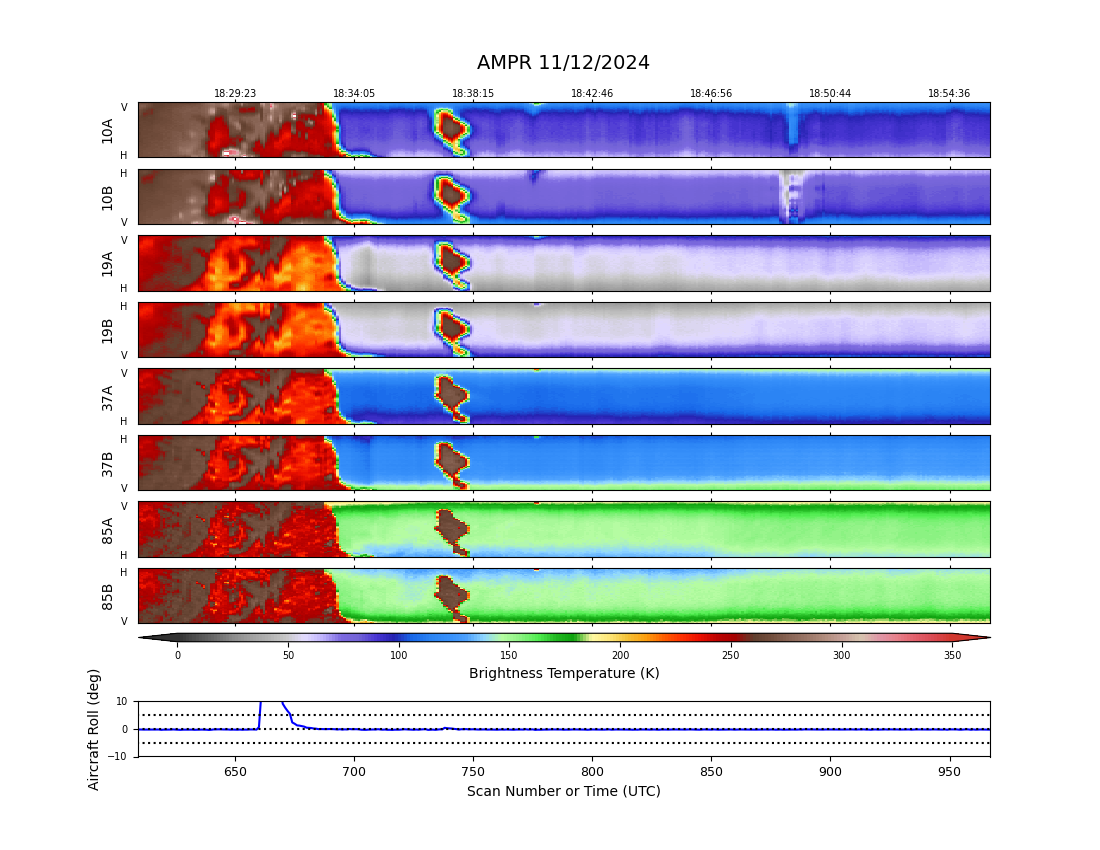 AMPR 11/12/2024
18:29:23 18:34:05 18:38:15 18:42:46 18:46:56 18:50:44 18:54:36
V
10A
H
H
10B
V
V
19A
H
H
19B
V
V
37A
H
H
37B
V
V
85A
H
H
85B
V
0 50 100 150 200 250 300 350
Brightness Temperature (K)
Aircraft Roll (deg)
10
0
−10
650 700 750 800 850 900 950
Scan Number or Time (UTC)